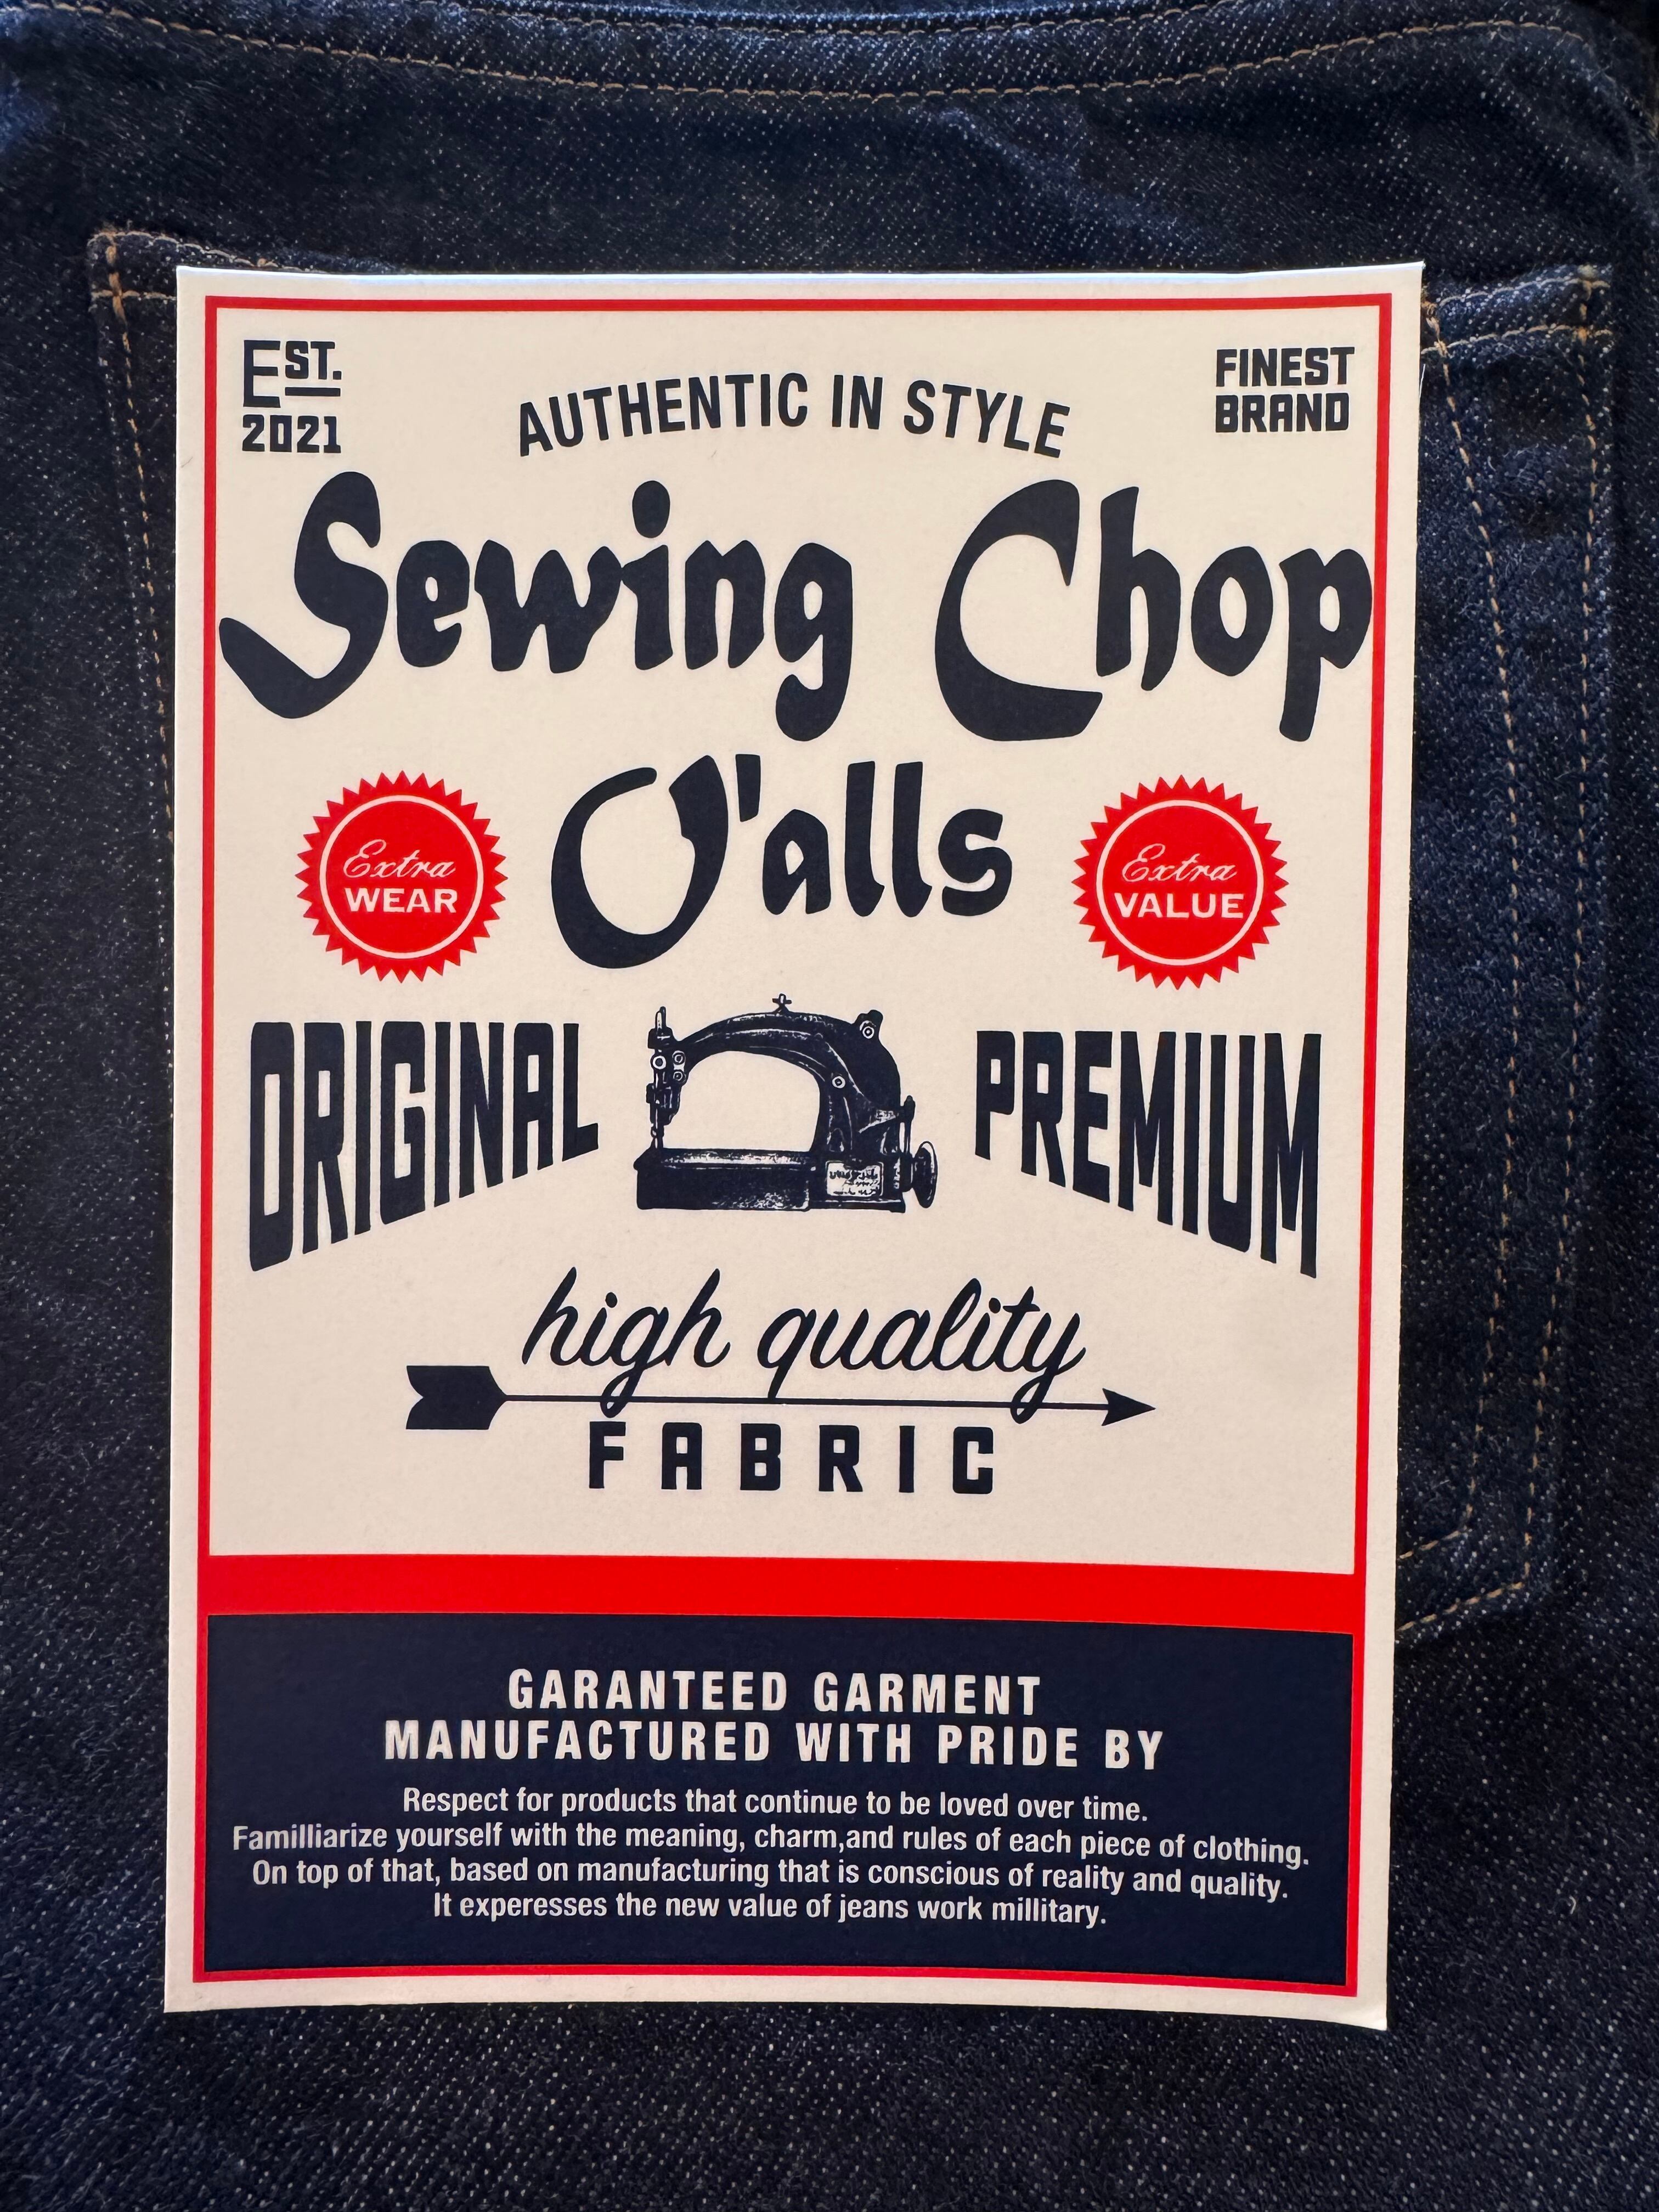 EST.
2021
FINEST
BRAND
AUTHENTIC IN STYLE
Sewing Chop
O'alls
Extra
WEAR
Extra
VALUE
ORIGINAL
PREMIUM
high quality
FABRIC
GARANTEED GARMENT
MANUFACTURED WITH PRIDE BY
Respect for products that continue to be loved over time.
Familliarize yourself with the meaning, charm,and rules of each piece of clothing.
On top of that, based on manufacturing that is conscious of reality and quality.
It experesses the new value of jeans work millitary.